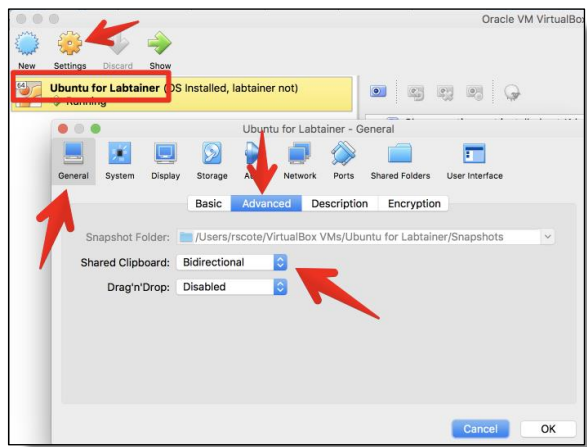 Oracle VM VirtualBox
New Settings Discard Show
64
Ubuntu for Labtainer (OS Installed, labtainer not)
Running
Ubuntu for Labtainer - General
General System Display Storage Network Ports Shared Folders User Interface
Basic Advanced Description Encryption
Snapshot Folder: /Users/rscote/VirtualBox VMs/Ubuntu for Labtainer/Snapshots
Shared Clipboard: Bidirectional
Drag'n'Drop: Disabled
Cancel OK